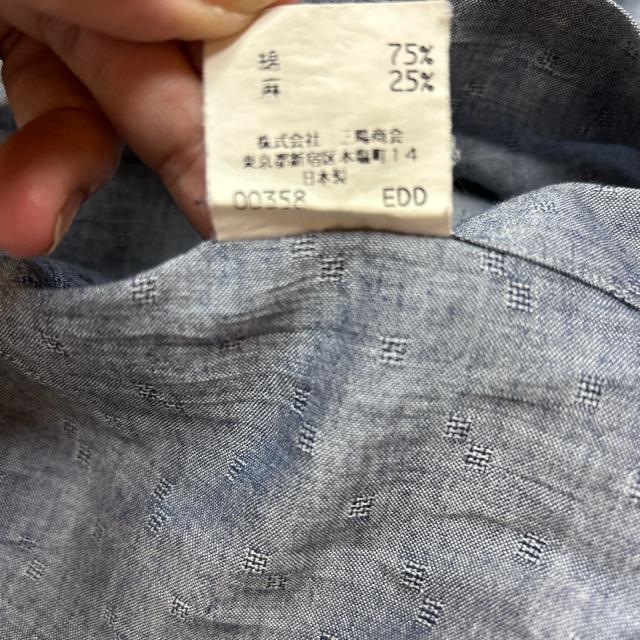 綿 75%
麻 25%
株式会社 三陽商会
東京都新宿区本塩町14
日本製
00358 EDD